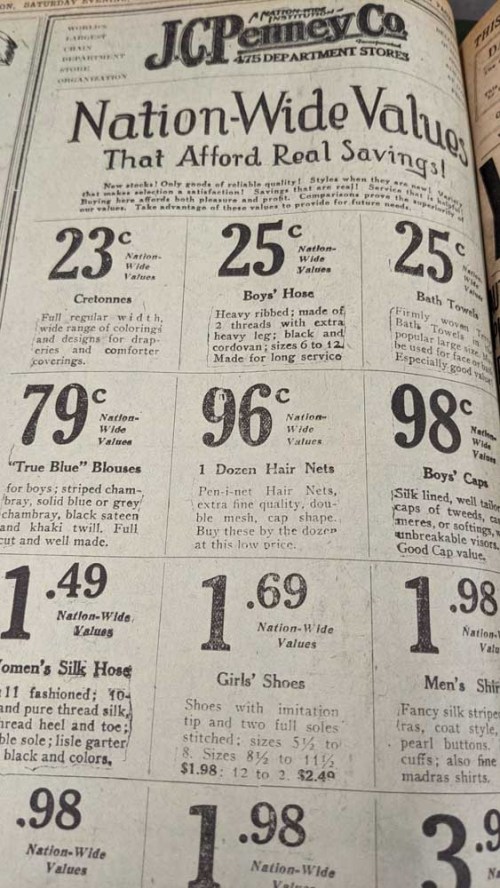 ON, SATURDAY EVENING,
WORLD'S
LARGEST
CHAIN
DEPARTMENT
STORE
ORGANIZATION
A NATION-WIDE
INSTITUTION
J.C.Penney Co.
Incorporated
475 DEPARTMENT STORES
Nation-Wide Values
That Afford Real Savings!
New stocks! Only goods of reliable quality! Styles when they are new! Variety
that makes selection a satisfaction! Savings that are real! Service that is helpful!
Buying here affords both pleasure and profit. Comparisons prove the superiority of
our values. Take advantage of these values to provide for future needs.
23c
Nation-
Wide
Values
Cretonnes
Full regular width,
wide range of colorings
and designs for drap-
eries and comforter
coverings.
25c
Nation-
Wide
Values
Boys' Hose
Heavy ribbed; made of
2 threads with extra
heavy leg; black and
cordovan; sizes 6 to 12.
Made for long service
25c
Bath Towels
Firmly woven
Bath Towels in
popular large size.
be used for face or
Especially good
79c
Nation-
Wide
Values
"True Blue" Blouses
for boys; striped cham-
bray, solid blue or grey
chambray, black sateen
and khaki twill. Full
cut and well made.
96c
Nation-
Wide
Values
1 Dozen Hair Nets
Pen-i-net Hair Nets,
extra fine quality, dou-
ble mesh, cap shape.
Buy these by the dozen
at this low price.
98c
Nation-
Wide
Values
Boys' Caps
Silk lined, well
caps of tweeds,
meres, or softings,
unbreakable visors.
Good Cap value.
1.49
Nation-Wide
Values
omen's Silk Hose
11 fashioned; 10-
and pure thread silk,
hread heel and toe;
ble sole; lisle garter
black and colors.
1.69
Nation-Wide
Values
Girls' Shoes
Shoes with imitation
tip and two full soles
stitched; sizes 5½ to
8. Sizes 8½ to 11½
$1.98; 12 to 2. $2.49
1.98
Nation-
Men's
Fancy silk
coat style,
pearl buttons.
cuffs; also fine
madras shirts.
.98
Nation-Wide
Values
1.98
Nation-Wide
Values
3.9